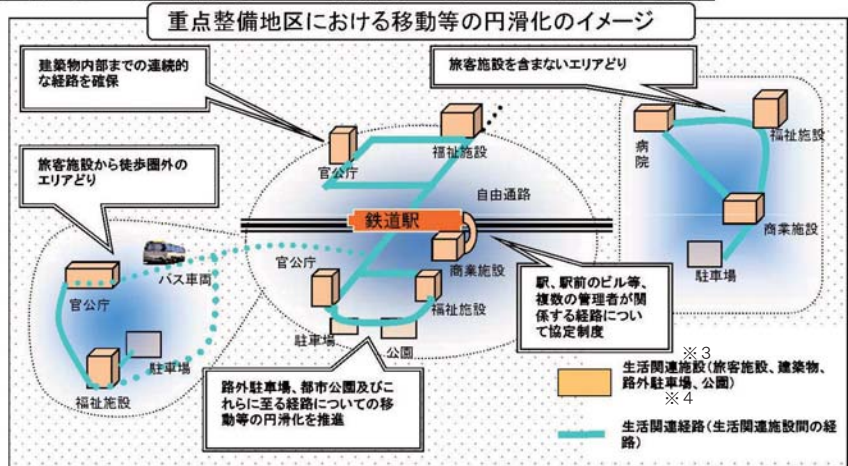 重点整備地区における移動等の円滑化のイメージ
建築物内部までの連続的
な経路を確保
旅客施設を含まないエリアどり
旅客施設から徒歩圏外の
エリアどり
官公庁
福祉施設
自由通路
鉄道駅
官公庁
商業施設
福祉施設
駐車場
公園
バス車両
官公庁
駐車場
福祉施設
病院
福祉施設
商業施設
駐車場
駅、駅前のビル等、
複数の管理者が関
係する経路につい
て協定制度
路外駐車場、都市公園及びこ
れらに至る経路についての移
動等の円滑化を推進
※3
生活関連施設(旅客施設、建築物、
路外駐車場、公園)
※4
生活関連経路(生活関連施設間の経
路)